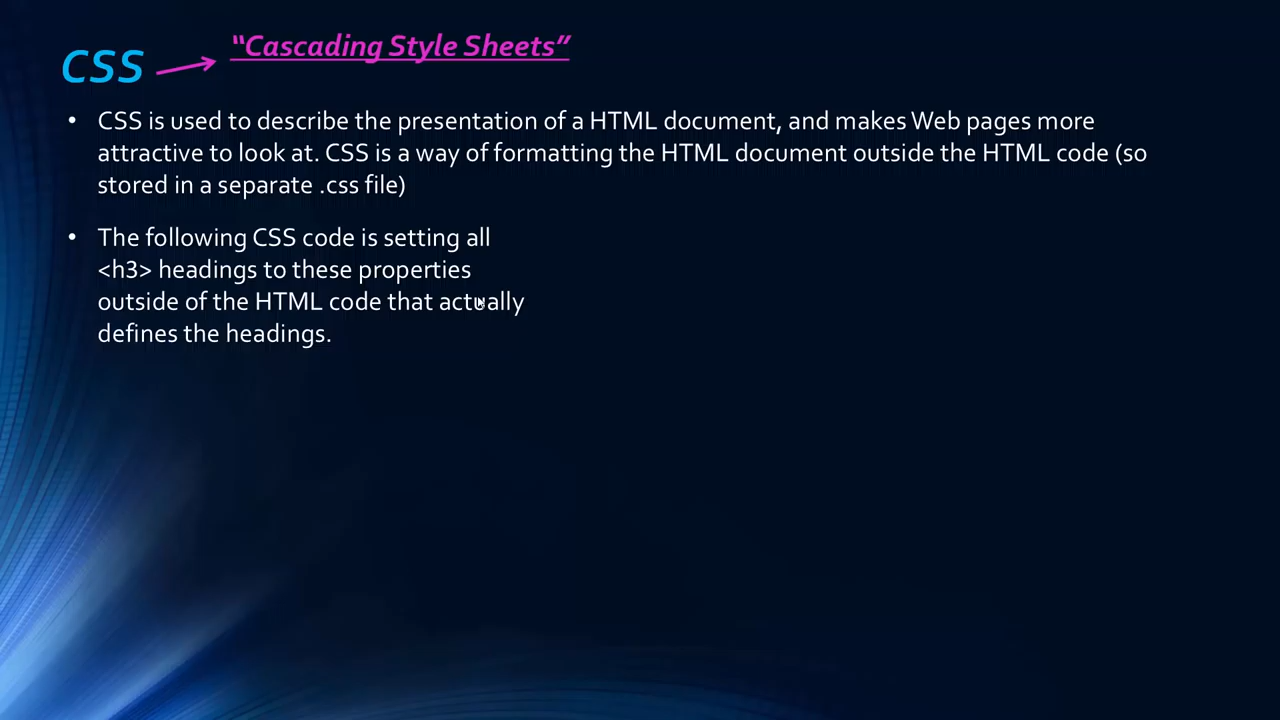 CSS
“Cascading Style Sheets”
• CSS is used to describe the presentation of a HTML document, and makes Web pages more
attractive to look at. CSS is a way of formatting the HTML document outside the HTML code (so
stored in a separate .css file)
• The following CSS code is setting all
<h3> headings to these properties
outside of the HTML code that actually
defines the headings.